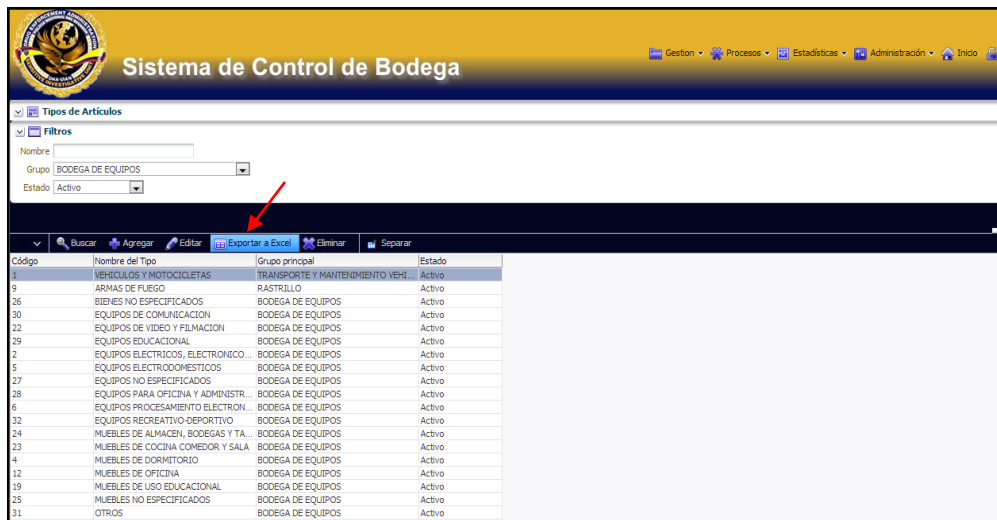 Sistema de Control de Bodega
Gestion Procesos Estadísticas Administración Inicio
Tipos de Artículos
Filtros
Nombre
Grupo BODEGA DE EQUIPOS
Estado Activo
Buscar Agregar Editar Exportar a Excel Eliminar Separar
Código Nombre del Tipo Grupo principal Estado
1 VEHICULOS Y MOTOCICLETAS TRANSPORTE Y MANTENIMIENTO VEHI... Activo
9 ARMAS DE FUEGO RASTRILLO Activo
26 BIENES NO ESPECIFICADOS BODEGA DE EQUIPOS Activo
30 EQUIPOS DE COMUNICACION BODEGA DE EQUIPOS Activo
22 EQUIPOS DE VIDEO Y FILMACION BODEGA DE EQUIPOS Activo
29 EQUIPOS EDUCACIONAL BODEGA DE EQUIPOS Activo
2 EQUIPOS ELECTRICOS, ELECTRONICO... BODEGA DE EQUIPOS Activo
5 EQUIPOS ELECTRODOMESTICOS BODEGA DE EQUIPOS Activo
27 EQUIPOS NO ESPECIFICADOS BODEGA DE EQUIPOS Activo
28 EQUIPOS PARA OFICINA Y ADMINISTR... BODEGA DE EQUIPOS Activo
6 EQUIPOS PROCESAMIENTO ELECTRON... BODEGA DE EQUIPOS Activo
32 EQUIPOS RECREATIVO-DEPORTIVO BODEGA DE EQUIPOS Activo
24 MUEBLES DE ALMACEN, BODEGAS Y TA... BODEGA DE EQUIPOS Activo
23 MUEBLES DE COCINA COMEDOR Y SALA BODEGA DE EQUIPOS Activo
4 MUEBLES DE DORMITORIO BODEGA DE EQUIPOS Activo
12 MUEBLES DE OFICINA BODEGA DE EQUIPOS Activo
19 MUEBLES DE USO EDUCACIONAL BODEGA DE EQUIPOS Activo
25 MUEBLES NO ESPECIFICADOS BODEGA DE EQUIPOS Activo
31 OTROS BODEGA DE EQUIPOS Activo